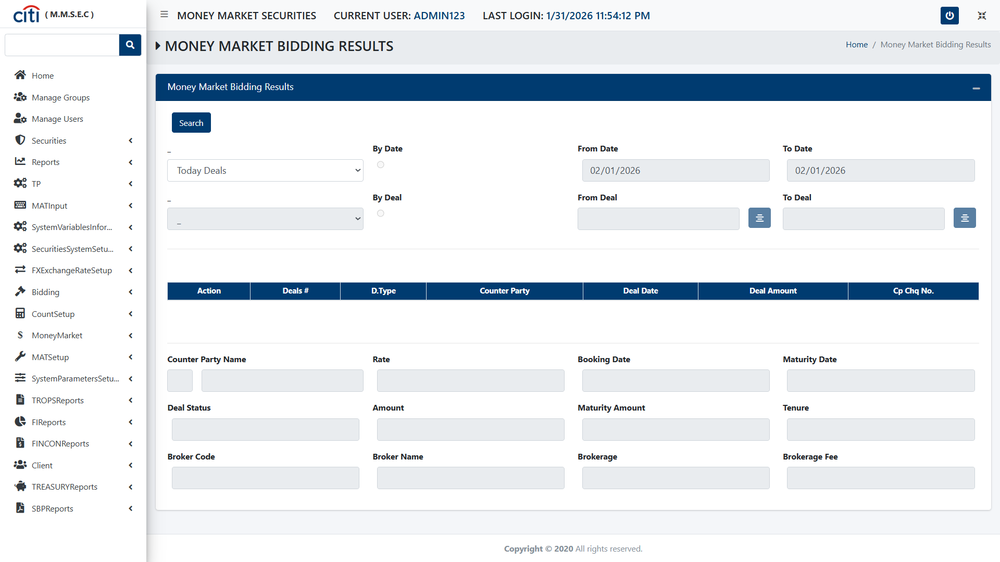 citi ( M.M.S.E.C )
MONEY MARKET SECURITIES CURRENT USER: ADMIN123 LAST LOGIN: 1/31/2026 11:54:12 PM
MONEY MARKET BIDDING RESULTS
Home / Money Market Bidding Results
Home
Manage Groups
Manage Users
Securities
Reports
TP
MATInput
SystemVariablesInfor...
SecuritiesSystemSetu...
FXExchangeRateSetup
Bidding
CountSetup
MoneyMarket
MATSetup
SystemParametersSetu...
TROPSReports
FIReports
FINCONReports
Client
TREASURYReports
SBPReports
Money Market Bidding Results
Search
_ By Date From Date To Date
Today Deals 02/01/2026 02/01/2026
_ By Deal From Deal To Deal
_
Action Deals # D.Type Counter Party Deal Date Deal Amount Cp Chq No.
Counter Party Name Rate Booking Date Maturity Date
Deal Status Amount Maturity Amount Tenure
Broker Code Broker Name Brokerage Brokerage Fee
Copyright © 2020 All rights reserved.